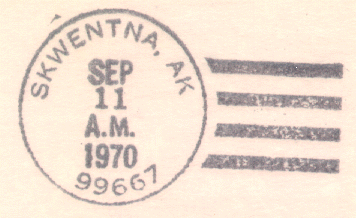 SKWENTNA, AK
SEP
11
A.M.
1970
99667